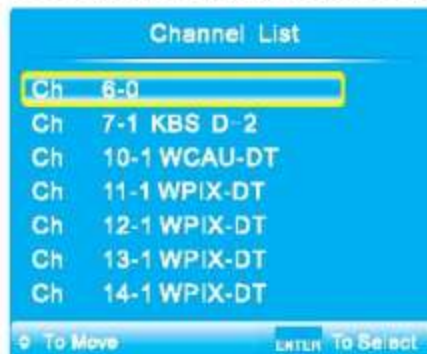 Channel List
Ch 6-0
Ch 7-1 KBS D-2
Ch 10-1 WCAU-DT
Ch 11-1 WPIX-DT
Ch 12-1 WPIX-DT
Ch 13-1 WPIX-DT
Ch 14-1 WPIX-DT
To Move ENTER To Select